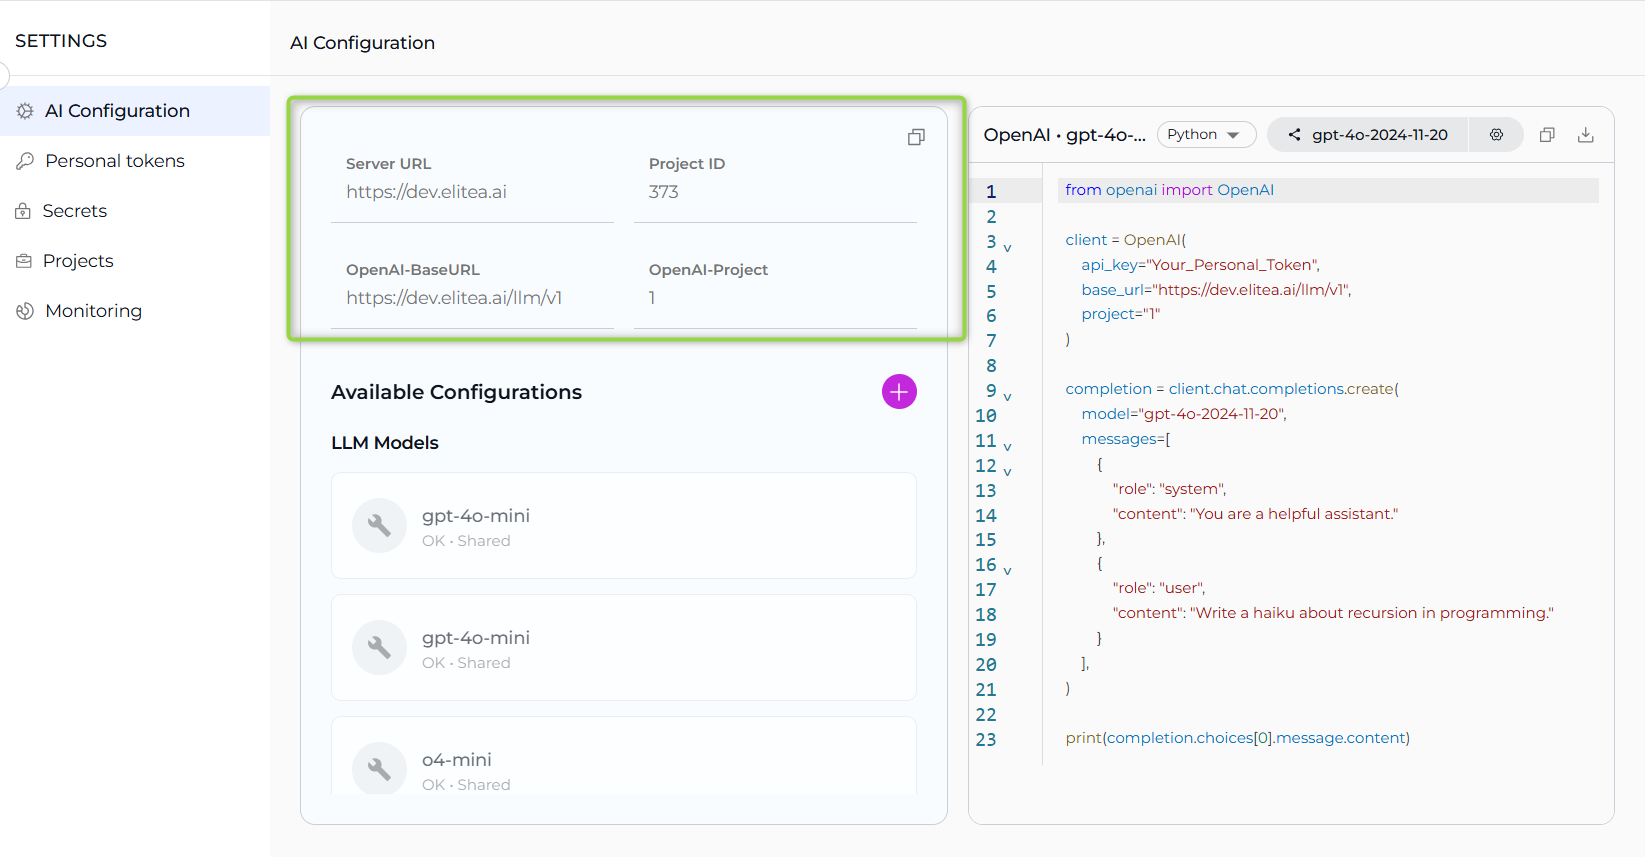 SETTINGS
AI Configuration
Personal tokens
Secrets
Projects
Monitoring
AI Configuration
Server URL
https://dev.elitea.ai
Project ID
373
OpenAI-BaseURL
https://dev.elitea.ai/llm/v1
OpenAI-Project
1
Available Configurations
LLM Models
gpt-4o-mini
OK • Shared
gpt-4o-mini
OK • Shared
o4-mini
OK • Shared
OpenAI • gpt-4o-...
Python
gpt-4o-2024-11-20
1 from openai import OpenAI
2
3 client = OpenAI(
4 api_key="Your_Personal_Token",
5 base_url="https://dev.elitea.ai/llm/v1",
6 project="1"
7 )
8
9 completion = client.chat.completions.create(
10 model="gpt-4o-2024-11-20",
11 messages=[
12 {
13 "role": "system",
14 "content": "You are a helpful assistant."
15 },
16 {
17 "role": "user",
18 "content": "Write a haiku about recursion in programming."
19 }
20 ],
21 )
22
23 print(completion.choices[0].message.content)